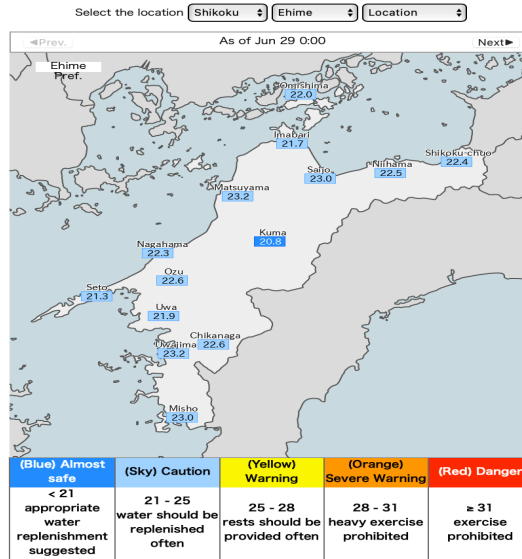 Select the location Shikoku Ehime Location
◄Prev. As of Jun 29 0:00 Next►
Ehime
Pref.
Omishima
22.0
Imabari
21.7
Shikoku-chuo
22.4
Niihama
22.5
Saijo
23.0
Matsuyama
23.2
Kuma
20.8
Nagahama
22.3
Ozu
22.6
Seto
21.3
Uwa
21.9
Chikanaga
22.6
Uwajima
23.2
Misho
23.0
(Blue) Almost
safe
(Sky) Caution
(Yellow)
Warning
(Orange)
Severe Warning
(Red) Danger
< 21
appropriate
water
replenishment
suggested
21 - 25
water should be
replenished
often
25 - 28
rests should be
provided often
28 - 31
heavy exercise
prohibited
≥ 31
exercise
prohibited